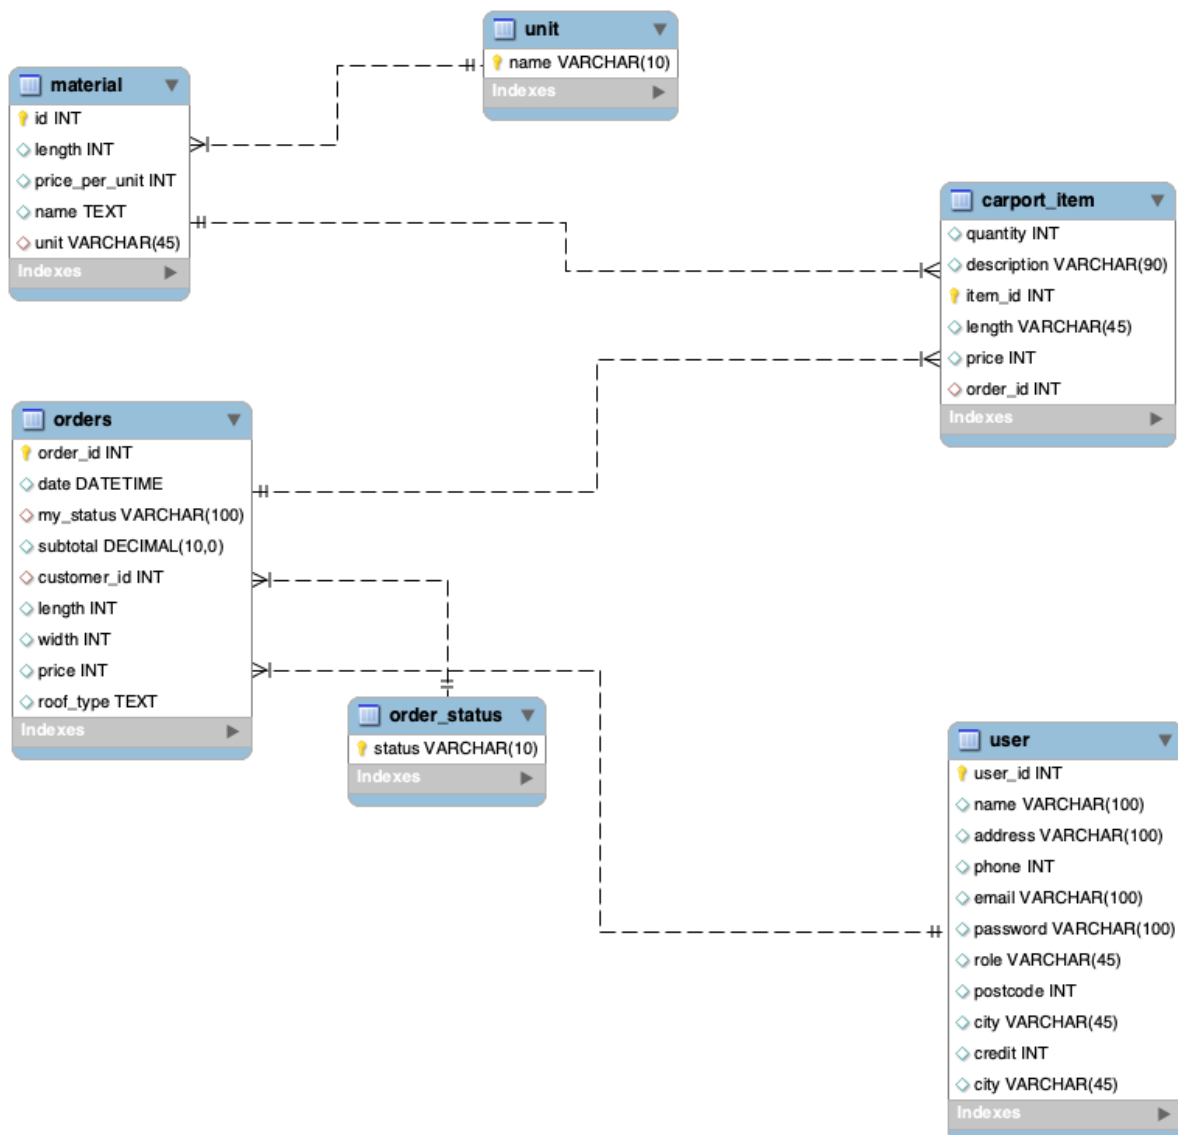 unit
name VARCHAR(10)
Indexes
material
id INT
length INT
price_per_unit INT
name TEXT
unit VARCHAR(45)
Indexes
carport_item
quantity INT
description VARCHAR(90)
item_id INT
length VARCHAR(45)
price INT
order_id INT
Indexes
orders
order_id INT
date DATETIME
my_status VARCHAR(100)
subtotal DECIMAL(10,0)
customer_id INT
length INT
width INT
price INT
roof_type TEXT
Indexes
order_status
status VARCHAR(10)
Indexes
user
user_id INT
name VARCHAR(100)
address VARCHAR(100)
phone INT
email VARCHAR(100)
password VARCHAR(100)
role VARCHAR(45)
postcode INT
city VARCHAR(45)
credit INT
city VARCHAR(45)
Indexes